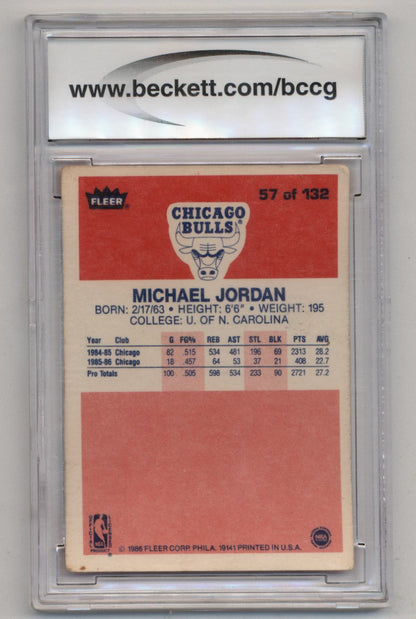 www.beckett.com/bccg
FLEER
57 of 132
CHICAGO
BULLS
MICHAEL JORDAN
BORN: 2/17/63 • HEIGHT: 6'6" • WEIGHT: 195
COLLEGE: U. OF N. CAROLINA
Year Club G FG% REB AST STL BLK PTS AVG
1984-85 Chicago 82 .515 534 481 196 69 2313 28.2
1985-86 Chicago 18 .457 64 53 37 21 408 22.7
Pro Totals 100 .505 598 534 233 90 2721 27.2
NBA
PRODUCT
© 1986 FLEER CORP. PHILA. 19141 PRINTED IN U.S.A.